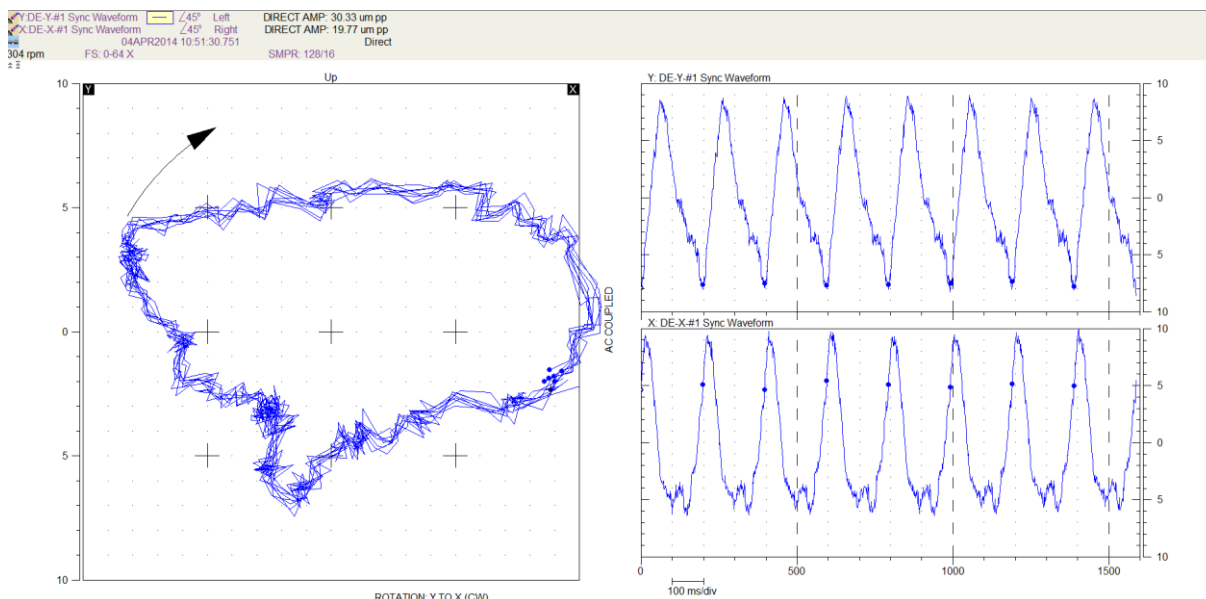 Y:DE-Y-#1 Sync Waveform ∠45° Left DIRECT AMP: 30.33 um pp
X:DE-X-#1 Sync Waveform ∠45° Right DIRECT AMP: 19.77 um pp
04APR2014 10:51:30.751 Direct
304 rpm FS: 0-64 X SMPR: 128/16
Up
Y X
10
5
0
5
10
AC COUPLED
ROTATION: Y TO X (CW)
Y: DE-Y-#1 Sync Waveform
10
5
0
5
10
X: DE-X-#1 Sync Waveform
10
5
0
5
10
0 500 1000 1500
100 ms/div